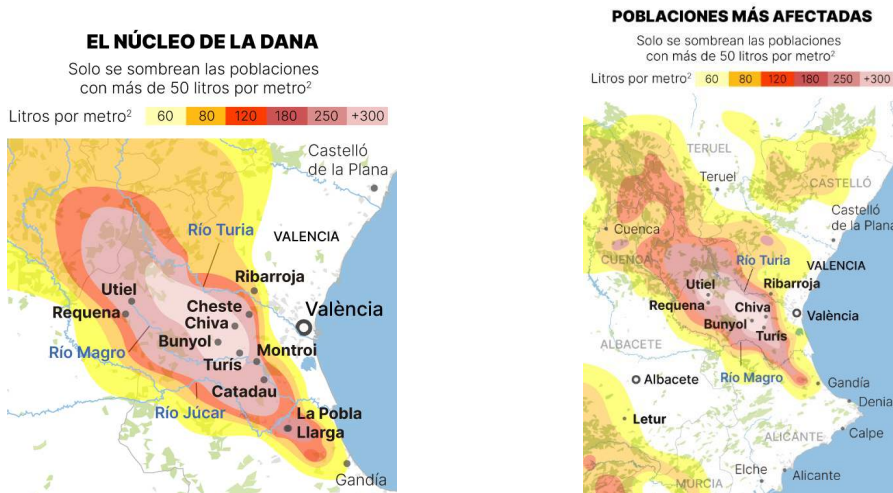 EL NÚCLEO DE LA DANA
Solo se sombrean las poblaciones
con más de 50 litros por metro²
Litros por metro² 60 80 120 180 250 +300
Castelló
de la Plana
Río Turia
VALENCIA
Ribarroja
Utiel
Requena
Cheste
Chiva
València
Bunyol
Río Magro
Montroi
Turís
Catadau
Río Júcar
La Pobla
Llarga
Gandía
POBLACIONES MÁS AFECTADAS
Solo se sombrean las poblaciones
con más de 50 litros por metro²
Litros por metro² 60 80 120 180 250 +300
TERUEL
Teruel
CASTELLÓ
Castelló
de la Plana
Cuenca
CUENCA
Río Turia
VALENCIA
Utiel
Ribarroja
Requena
Chiva
València
Bunyol
Turís
ALBACETE
Río Magro
Albacete
Gandía
Denia
Letur
ALICANTE
Calpe
Elche
Alicante
MURCIA